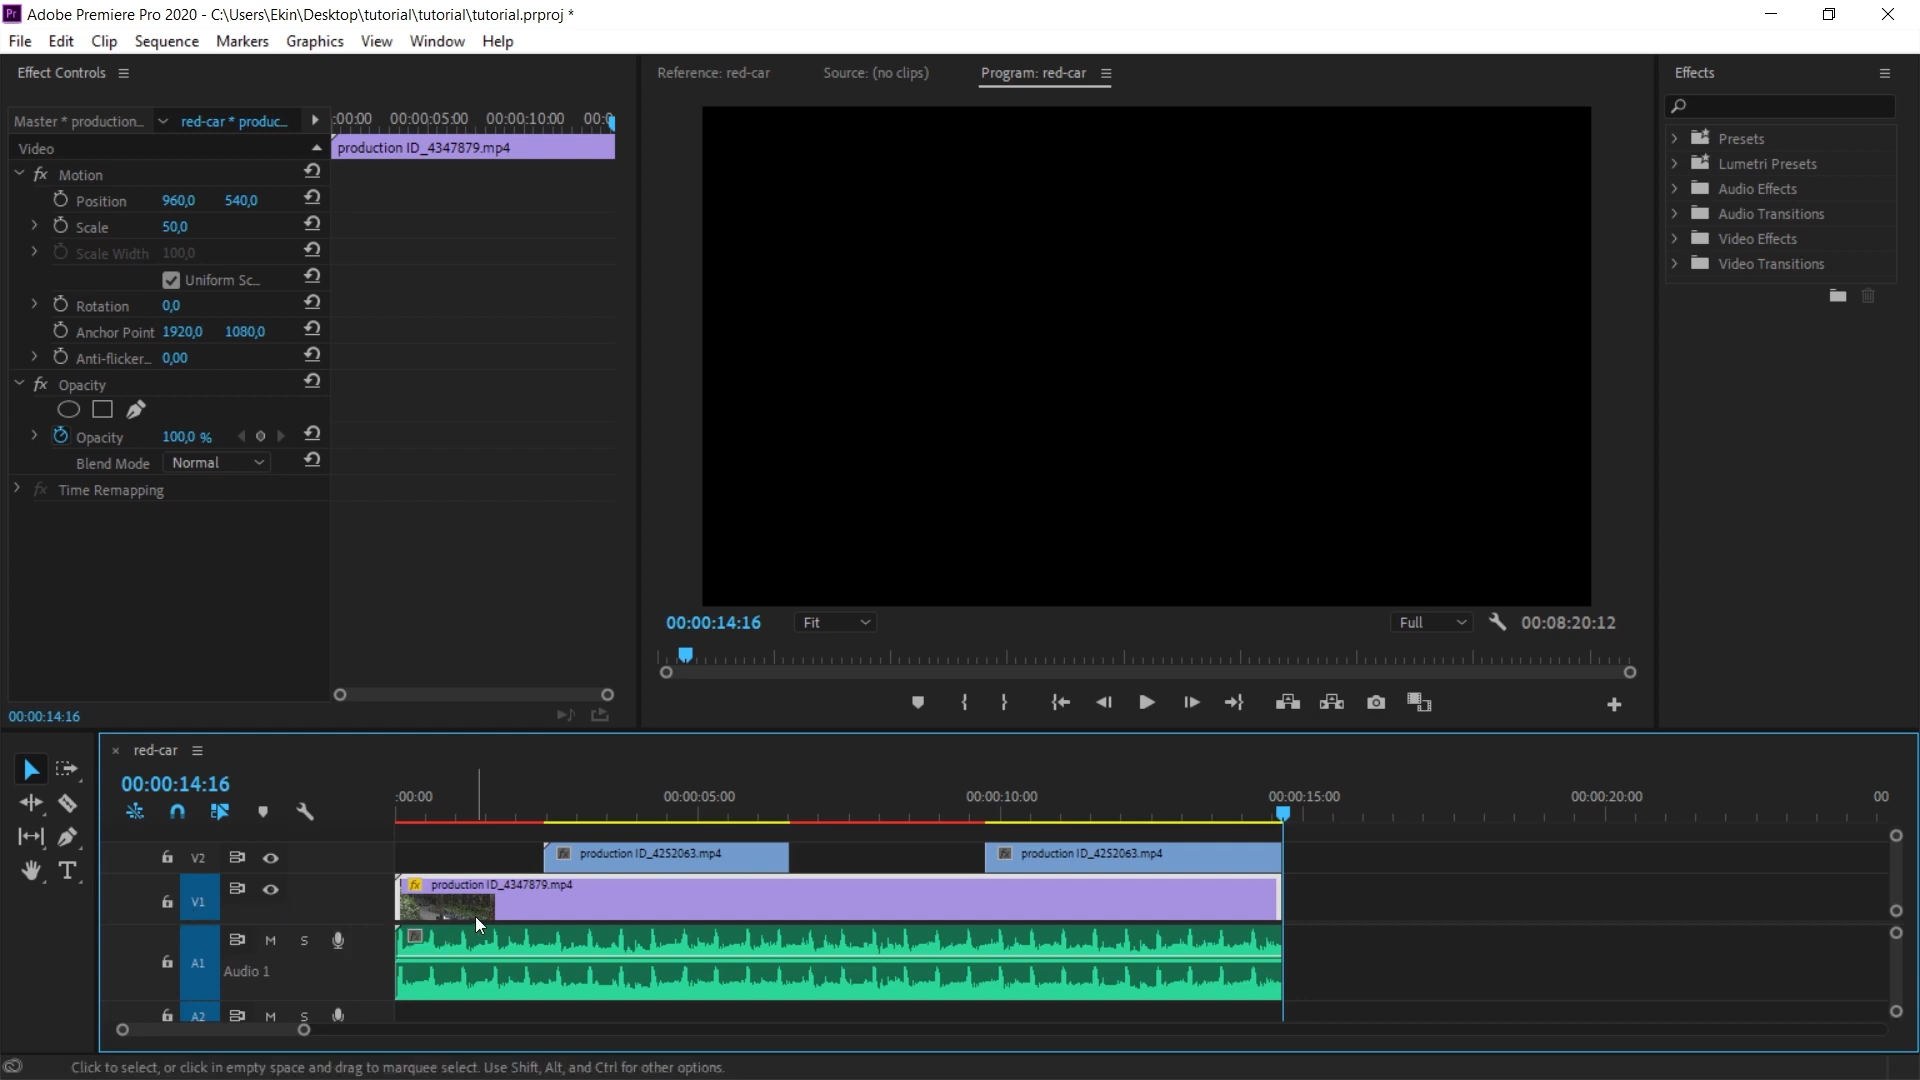 Adobe Premiere Pro 2020 - C:\Users\Ekin\Desktop\tutorial\tutorial\tutorial.prproj *
File Edit Clip Sequence Markers Graphics View Window Help
Effect Controls
Master * production...
red-car * produc...
:00:00 00:00:05:00 00:00:10:00 00:0
Video
production ID_4347879.mp4
Motion
Position 960,0 540,0
Scale 50,0
Scale Width 100,0
Uniform Sc...
Rotation 0,0
Anchor Point 1920,0 1080,0
Anti-flicker... 0,00
fx Opacity
Opacity 100,0 %
Blend Mode Normal
fx Time Remapping
00:00:14:16
Reference: red-car
Source: (no clips)
Program: red-car
00:00:14:16
Fit
Full
00:08:20:12
Effects
Presets
Lumetri Presets
Audio Effects
Audio Transitions
Video Effects
Video Transitions
× red-car
00:00:14:16
:00:00 00:00:05:00 00:00:10:00 00:00:15:00 00:00:20:00 00
V2
fx production ID_4252063.mp4
fx production ID_4252063.mp4
V1
fx production ID_4347879.mp4
A1 M S
Audio 1
A2 M S
Click to select, or click in empty space and drag to marquee select. Use Shift, Alt, and Ctrl for other options.